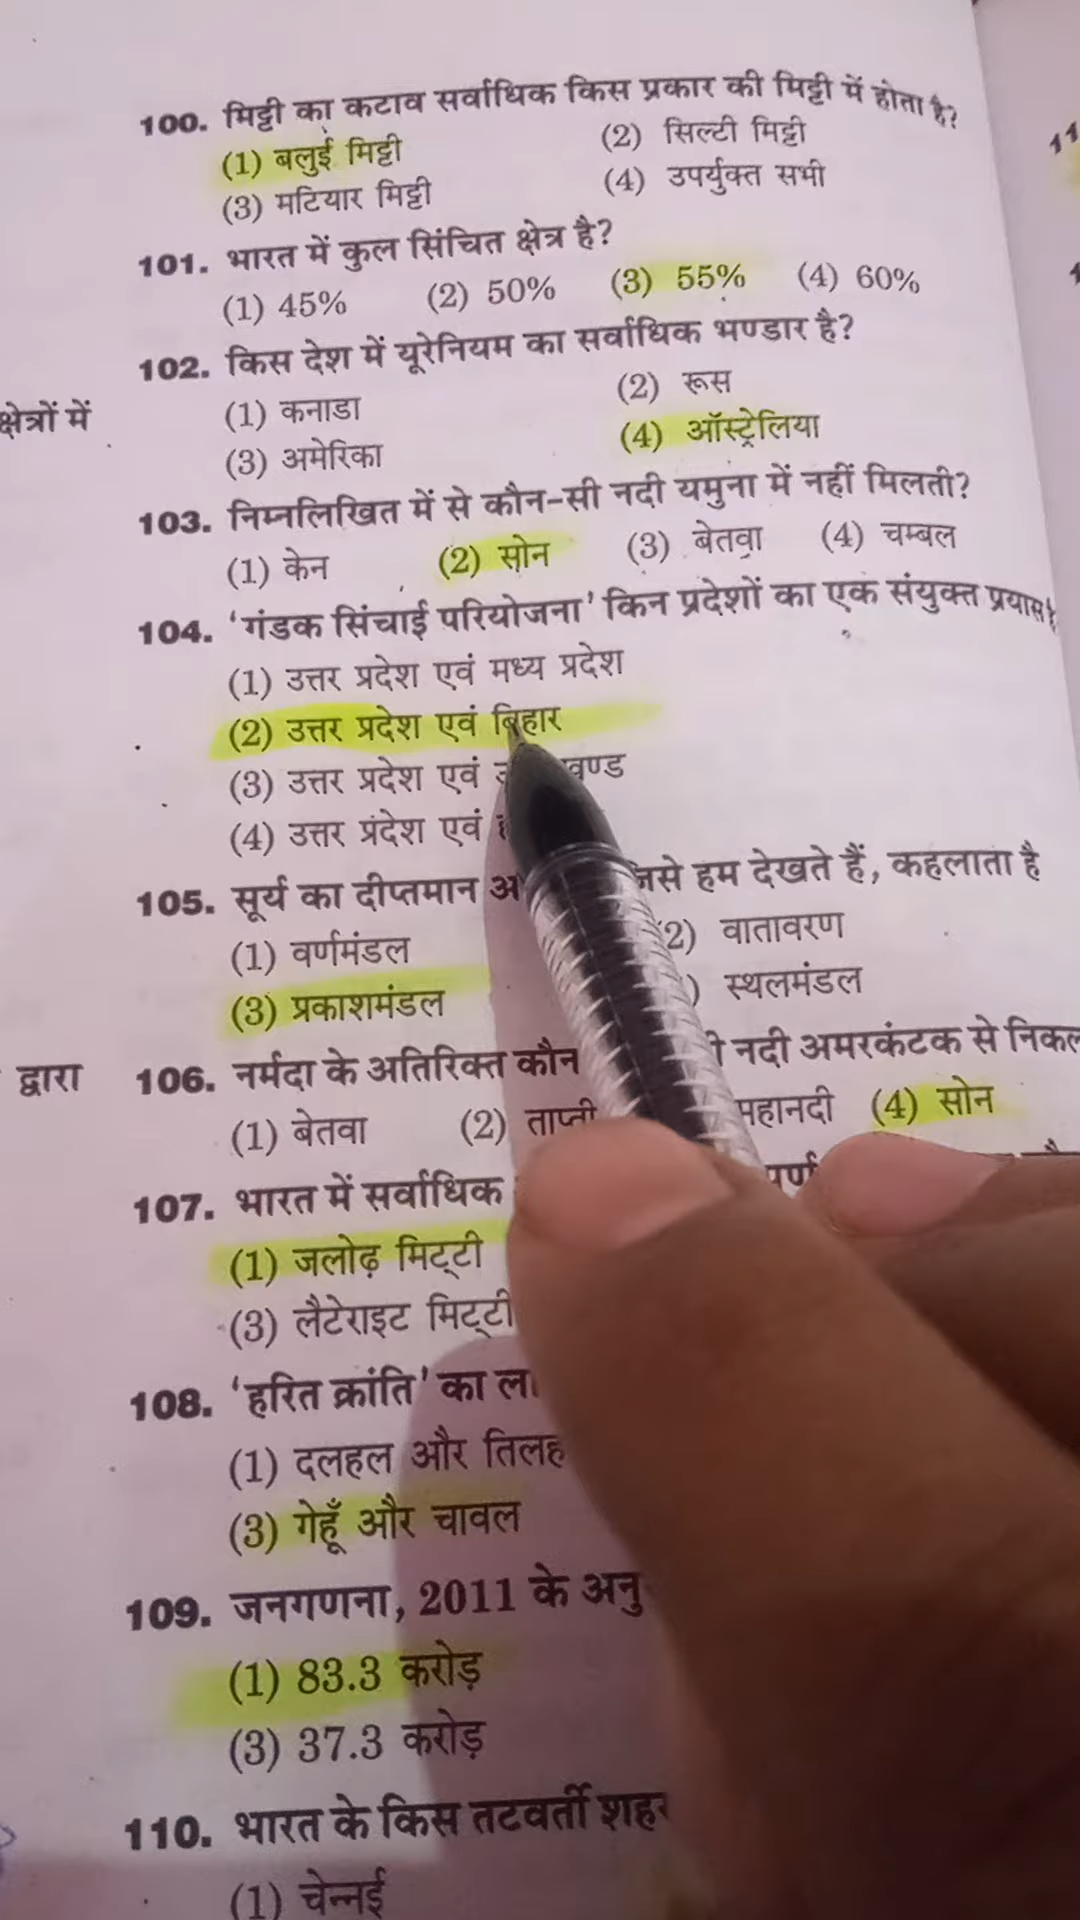 100. मिट्टी का कटाव सर्वाधिक किस प्रकार की मिट्टी में होता है?
(1) बलुई मिट्टी (2) सिल्टी मिट्टी
(3) मटियार मिट्टी (4) उपर्युक्त सभी
101. भारत में कुल सिंचित क्षेत्र है?
(1) 45% (2) 50% (3) 55% (4) 60%
102. किस देश में यूरेनियम का सर्वाधिक भण्डार है?
(1) कनाडा (2) रूस
क्षेत्रों में
(3) अमेरिका (4) ऑस्ट्रेलिया
103. निम्नलिखित में से कौन-सी नदी यमुना में नहीं मिलती?
(1) केन (2) सोन (3) बेतवा (4) चम्बल
104. 'गंडक सिंचाई परियोजना' किन प्रदेशों का एक संयुक्त प्रयास है
(1) उत्तर प्रदेश एवं मध्य प्रदेश
(2) उत्तर प्रदेश एवं बिहार
(3) उत्तर प्रदेश एवं
(4) उत्तर प्रदेश एवं
105. सूर्य का दीप्तमान जिसे हम देखते हैं, कहलाता है
(1) वर्णमंडल (2) वातावरण
(3) प्रकाशमंडल ) स्थलमंडल
द्वारा
106. नर्मदा के अतिरिक्त कौन नदी अमरकंटक से
(1) बेतवा (2) ताप्ती महानदी (4) सोन
107. भारत में सर्वाधिक
(1) जलोढ़ मिट्टी
(3) लैटेराइट मिट्टी
108. 'हरित क्रांति' का
(1) दलहल और
(3) गेहूँ और चावल
109. जनगणना, 2011 के
(1) 83.3 करोड़
(3) 37.3 करोड़
110. भारत के किस तटवर्ती शहर
(1) चेन्नई